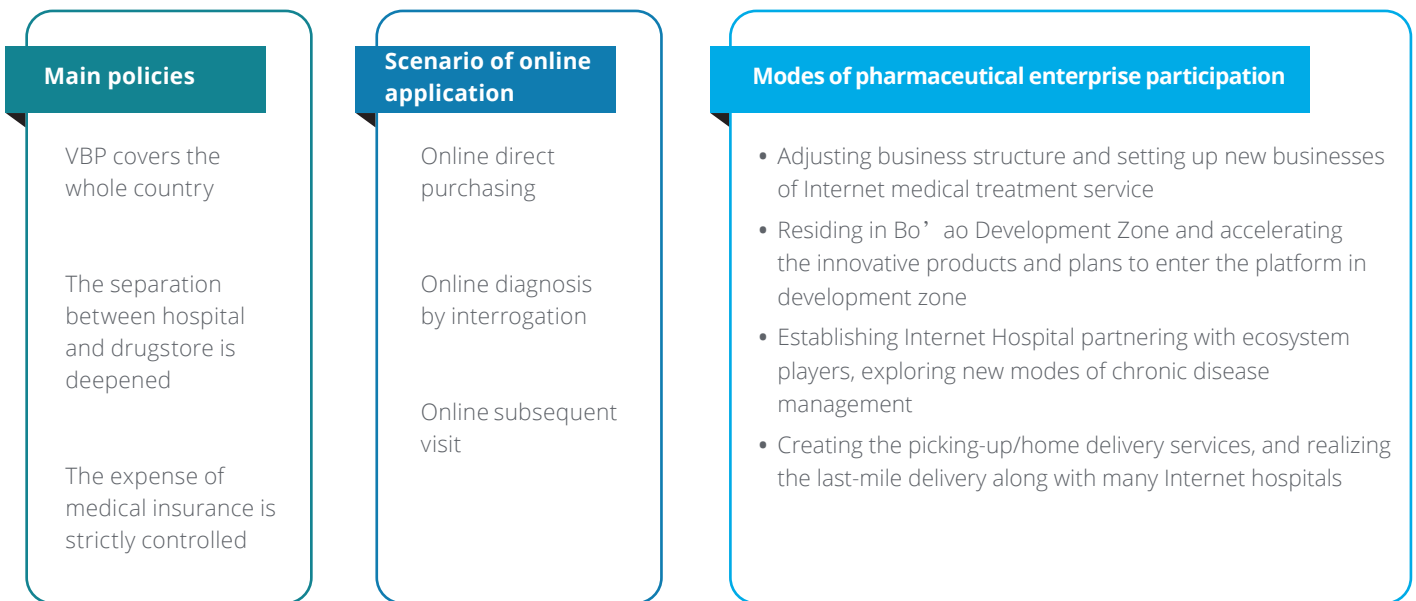 Main policies
VBP covers the
whole country
The separation
between hospital
and drugstore is
deepened
The expense of
medical insurance is
strictly controlled
Scenario of online
application
Online direct
purchasing
Online diagnosis
by interrogation
Online subsequent
visit
Modes of pharmaceutical enterprise participation
• Adjusting business structure and setting up new businesses
of Internet medical treatment service
• Residing in Bo’ ao Development Zone and accelerating
the innovative products and plans to enter the platform in
development zone
• Establishing Internet Hospital partnering with ecosystem
players, exploring new modes of chronic disease
management
• Creating the picking-up/home delivery services, and realizing
the last-mile delivery along with many Internet hospitals